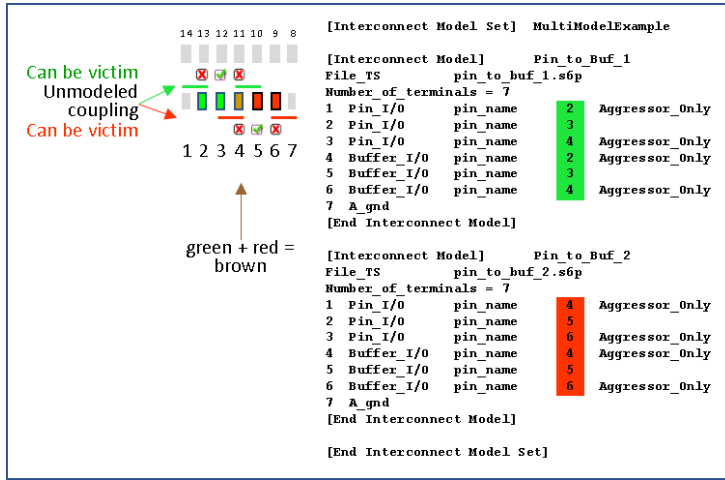 14 13 12 11 10 9 8
Can be victim
Unmodeled
coupling
Can be victim
1 2 3 4 5 6 7
green + red =
brown
[Interconnect Model Set] MultiModelExample
[Interconnect Model] Pin_to_Buf_1
File_TS pin_to_buf_1.s6p
Number_of_terminals = 7
1 Pin_I/O pin_name 2 Aggressor_Only
2 Pin_I/O pin_name 3
3 Pin_I/O pin_name 4 Aggressor_Only
4 Buffer_I/O pin_name 2 Aggressor_Only
5 Buffer_I/O pin_name 3
6 Buffer_I/O pin_name 4 Aggressor_Only
7 A_gnd
[End Interconnect Model]
[Interconnect Model] Pin_to_Buf_2
File_TS pin_to_buf_2.s6p
Number_of_terminals = 7
1 Pin_I/O pin_name 4 Aggressor_Only
2 Pin_I/O pin_name 5
3 Pin_I/O pin_name 6 Aggressor_Only
4 Buffer_I/O pin_name 4 Aggressor_Only
5 Buffer_I/O pin_name 5
6 Buffer_I/O pin_name 6 Aggressor_Only
7 A_gnd
[End Interconnect Model]
[End Interconnect Model Set]